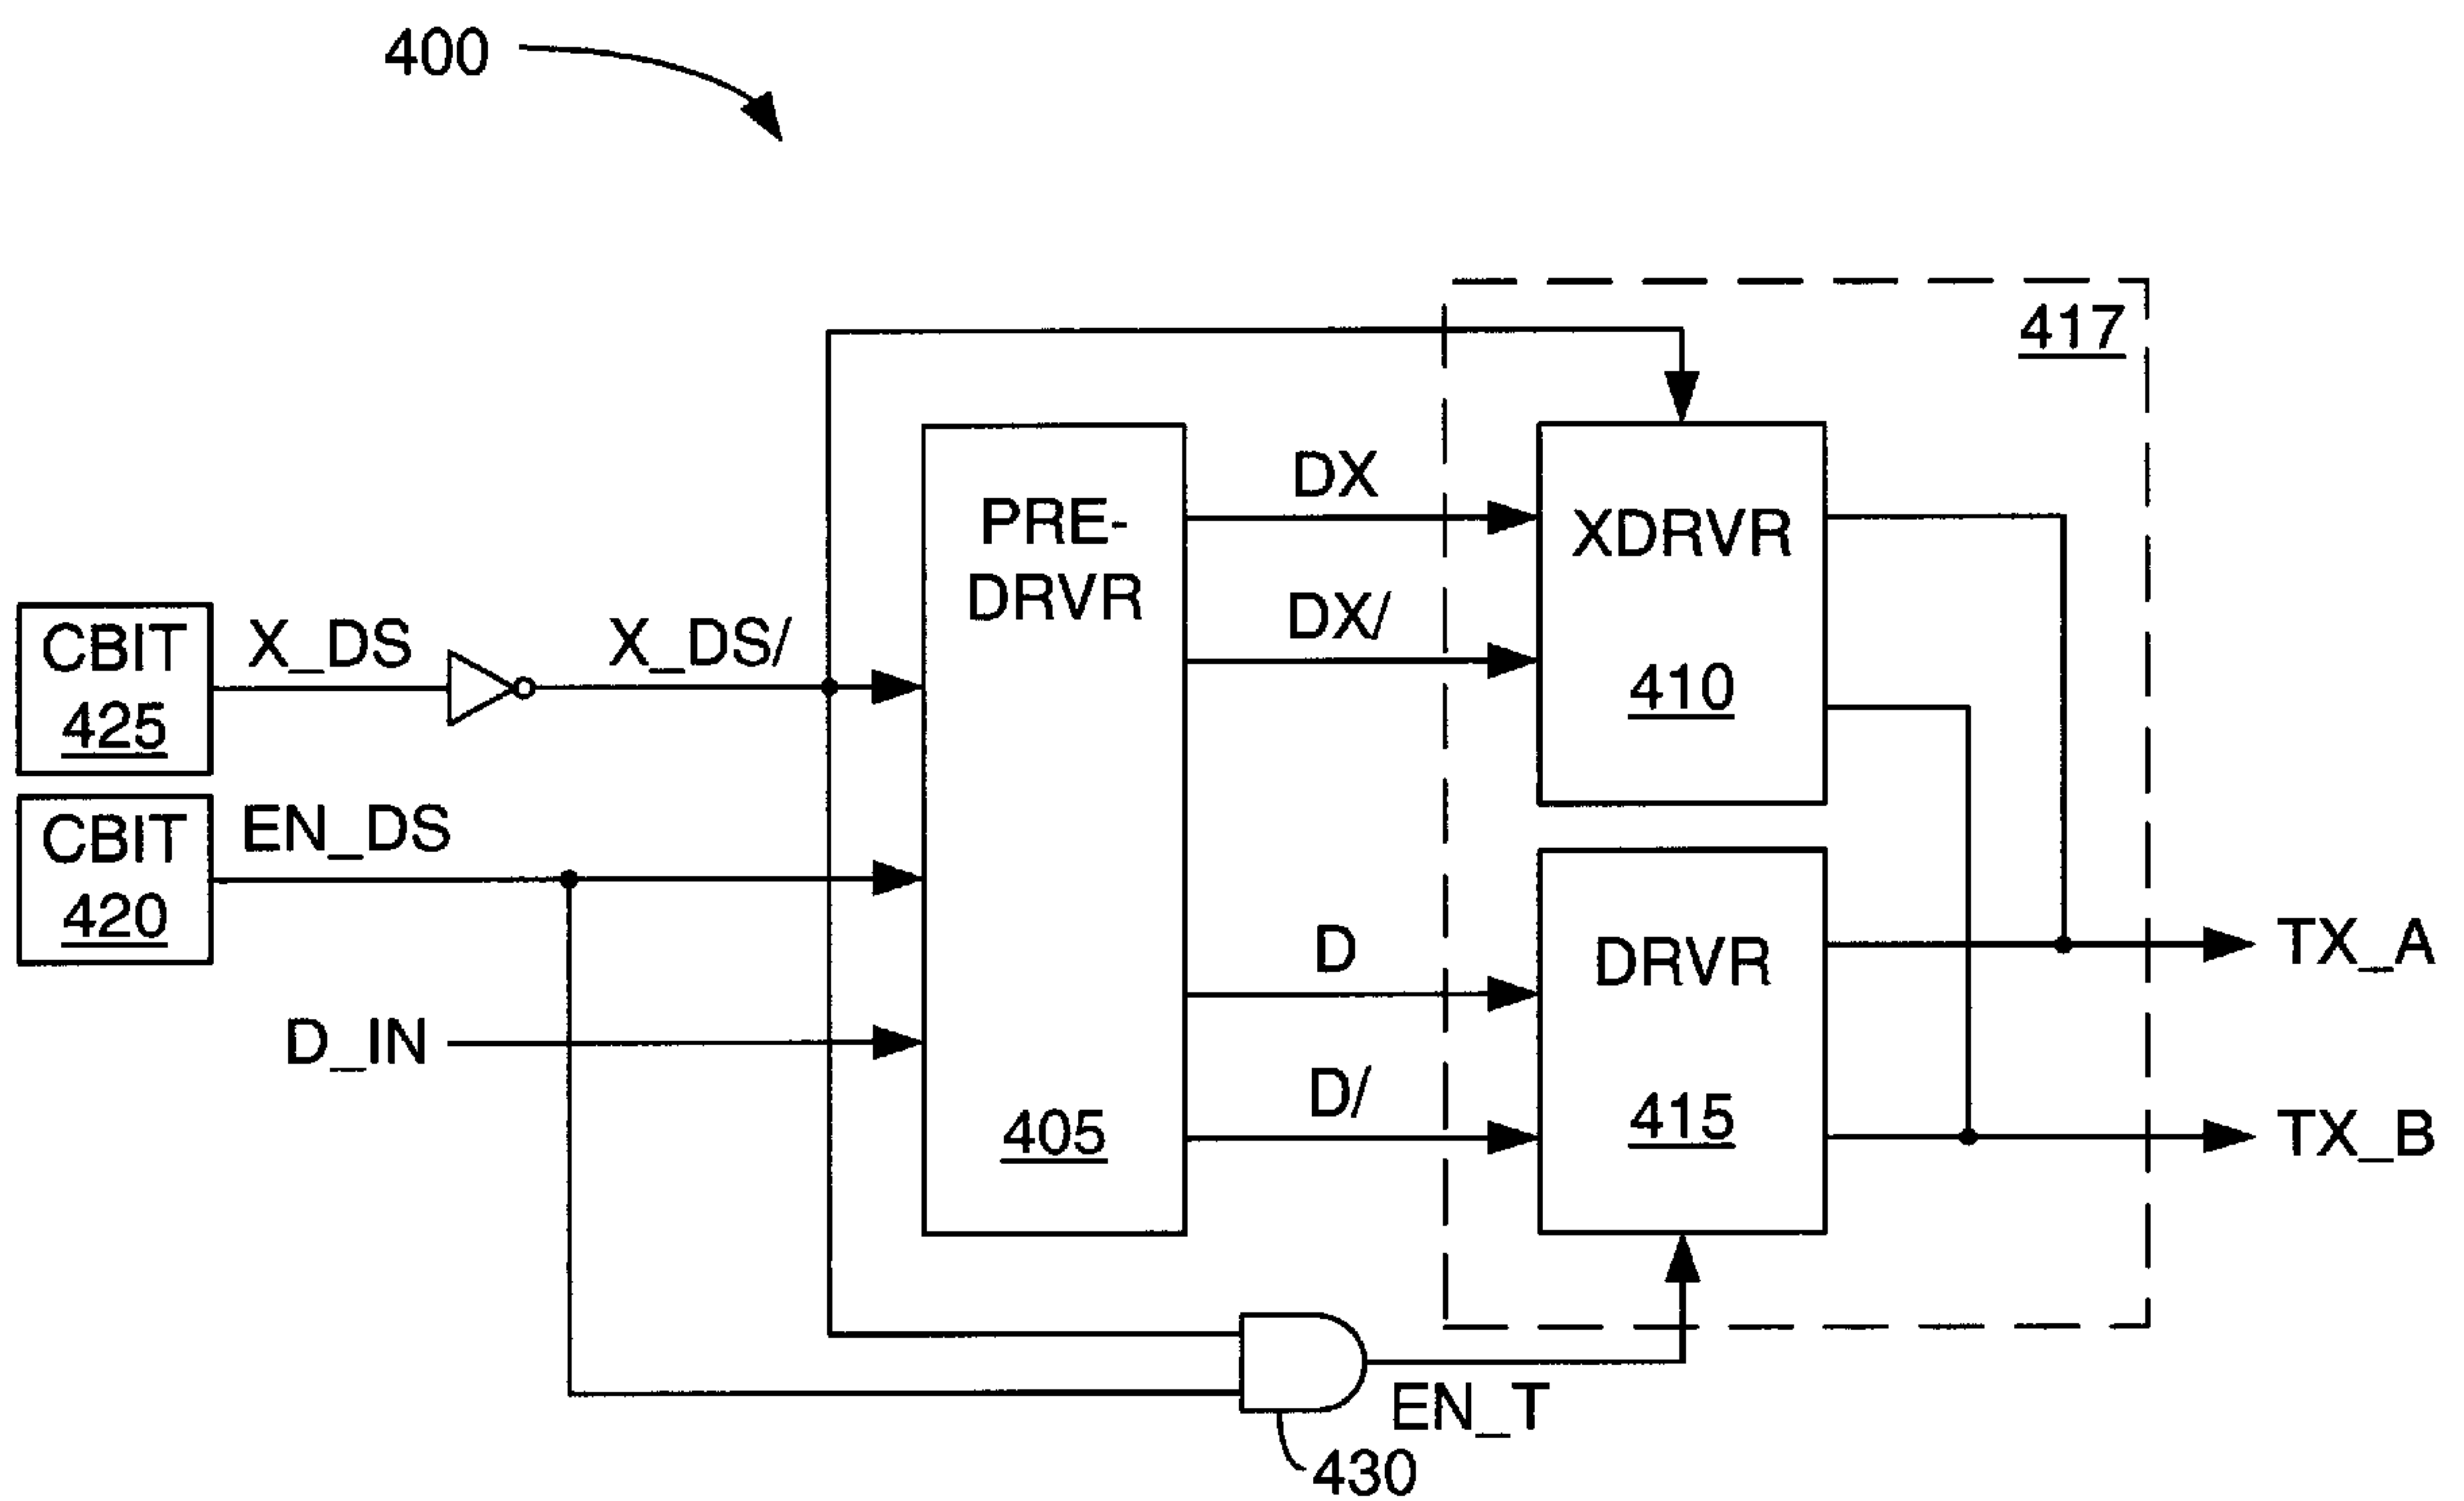 400
417
DX
PRE-
DRVR
XDRVR
DX/
CBIT
X_DS
X_DS/
410
425
EN_DS
CBIT
420
D
DRVR
TX_A
D_IN
D/
405
415
TX_B
EN_T
430